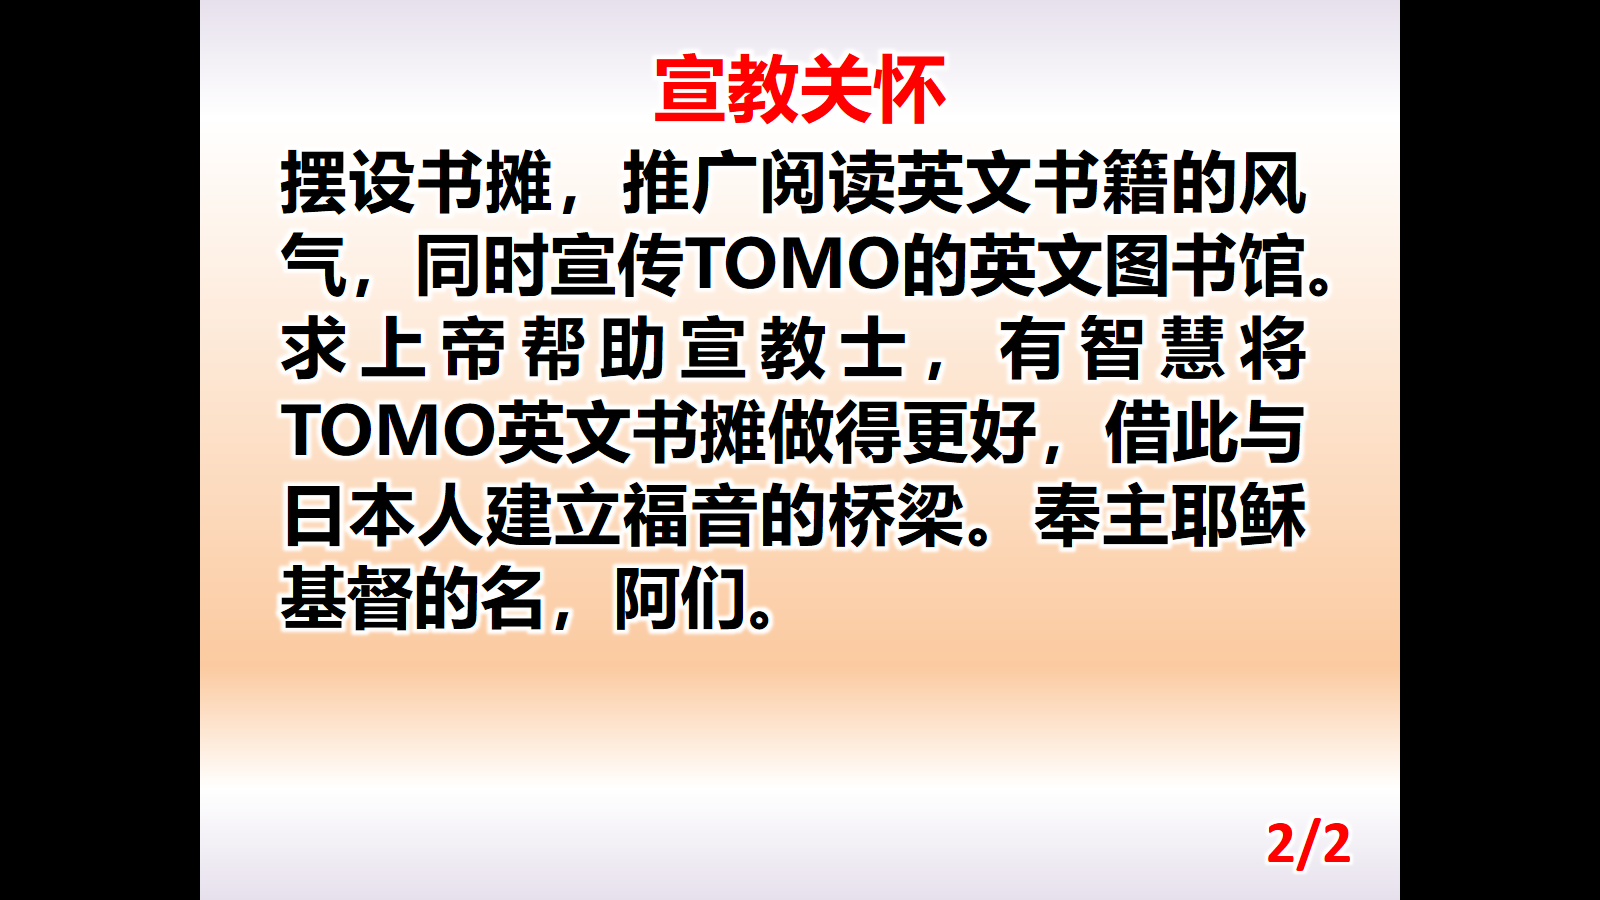 宣教关怀
摆设书摊，推广阅读英文书籍的风
气，同时宣传TOMO的英文图书馆。
求上帝帮助宣教士，有智慧将
TOMO英文书摊做得更好，借此与
日本人建立福音的桥梁。奉主耶稣
基督的名，阿们。
2/2